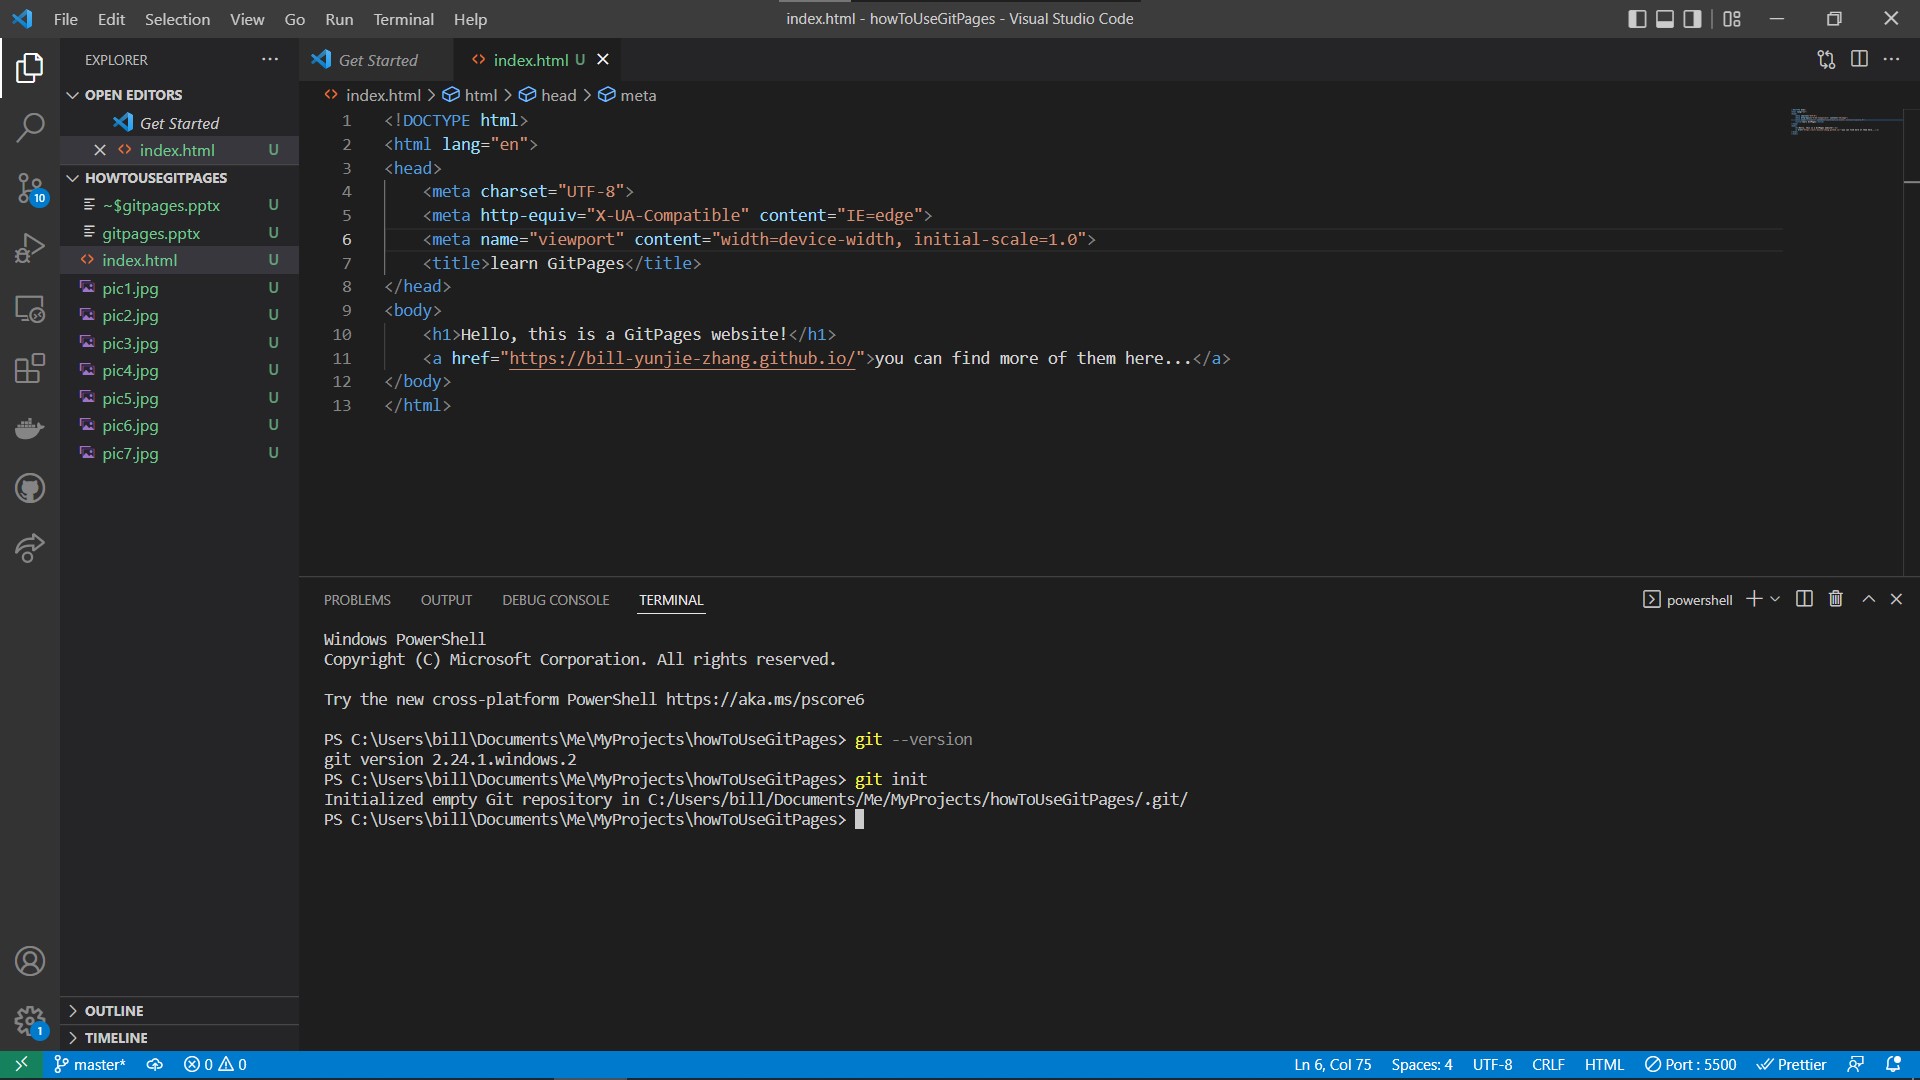 File Edit Selection View Go Run Terminal Help
index.html - howToUseGitPages - Visual Studio Code
EXPLORER
OPEN EDITORS
Get Started
index.html U
HOWTOUSEGITPAGES
~$gitpages.pptx U
gitpages.pptx U
index.html U
pic1.jpg U
pic2.jpg U
pic3.jpg U
pic4.jpg U
pic5.jpg U
pic6.jpg U
pic7.jpg U
OUTLINE
TIMELINE
10
1
Get Started
index.html U
index.html > html > head > meta
1 <!DOCTYPE html>
2 <html lang="en">
3 <head>
4 <meta charset="UTF-8">
5 <meta http-equiv="X-UA-Compatible" content="IE=edge">
6 <meta name="viewport" content="width=device-width, initial-scale=1.0">
7 <title>learn GitPages</title>
8 </head>
9 <body>
10 <h1>Hello, this is a GitPages website!</h1>
11 <a href="https://bill-yunjie-zhang.github.io/">you can find more of them here...</a>
12 </body>
13 </html>
PROBLEMS OUTPUT DEBUG CONSOLE TERMINAL
powershell
Windows PowerShell
Copyright (C) Microsoft Corporation. All rights reserved.
Try the new cross-platform PowerShell https://aka.ms/pscore6
PS C:\Users\bill\Documents\Me\MyProjects\howToUseGitPages> git --version
git version 2.24.1.windows.2
PS C:\Users\bill\Documents\Me\MyProjects\howToUseGitPages> git init
Initialized empty Git repository in C:/Users/bill/Documents/Me/MyProjects/howToUseGitPages/.git/
PS C:\Users\bill\Documents\Me\MyProjects\howToUseGitPages>
master* 0 0
Ln 6, Col 75 Spaces: 4 UTF-8 CRLF HTML Port : 5500 Prettier